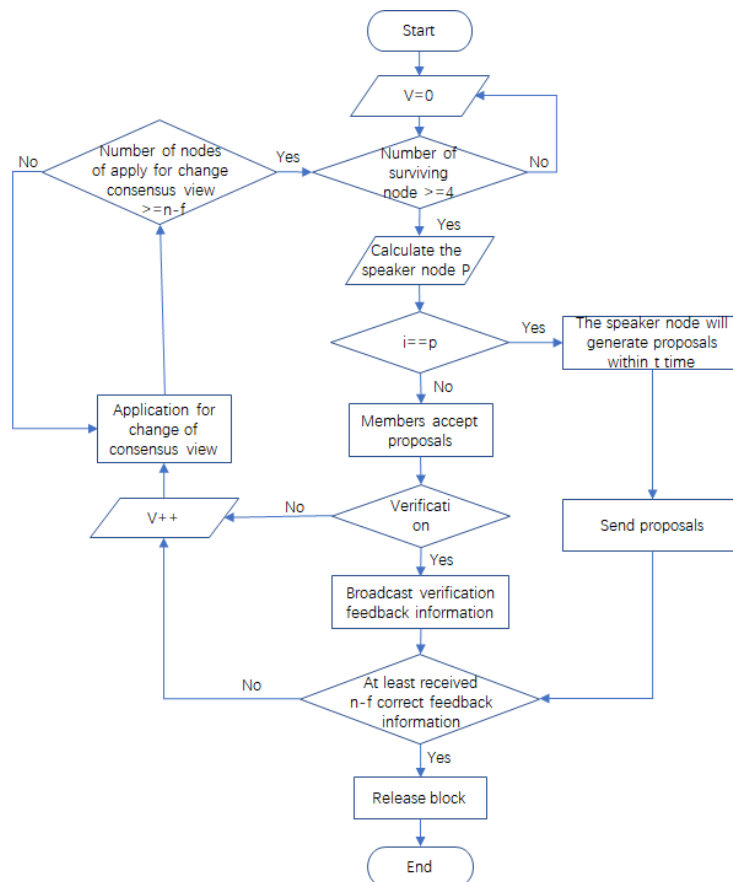 Start
V=0
Number of nodes
of apply for change
consensus view
>=n-f
No
Yes
Number of
surviving
node >=4
No
Yes
Calculate the
speaker node P
i==p
Yes
The speaker node will
generate proposals
within t time
No
Application for
change of
consensus view
Members accept
proposals
V++
No
Verificati
on
Send proposals
Yes
Broadcast verification
feedback information
No
At least received
n-f correct feedback
information
Yes
Release block
End